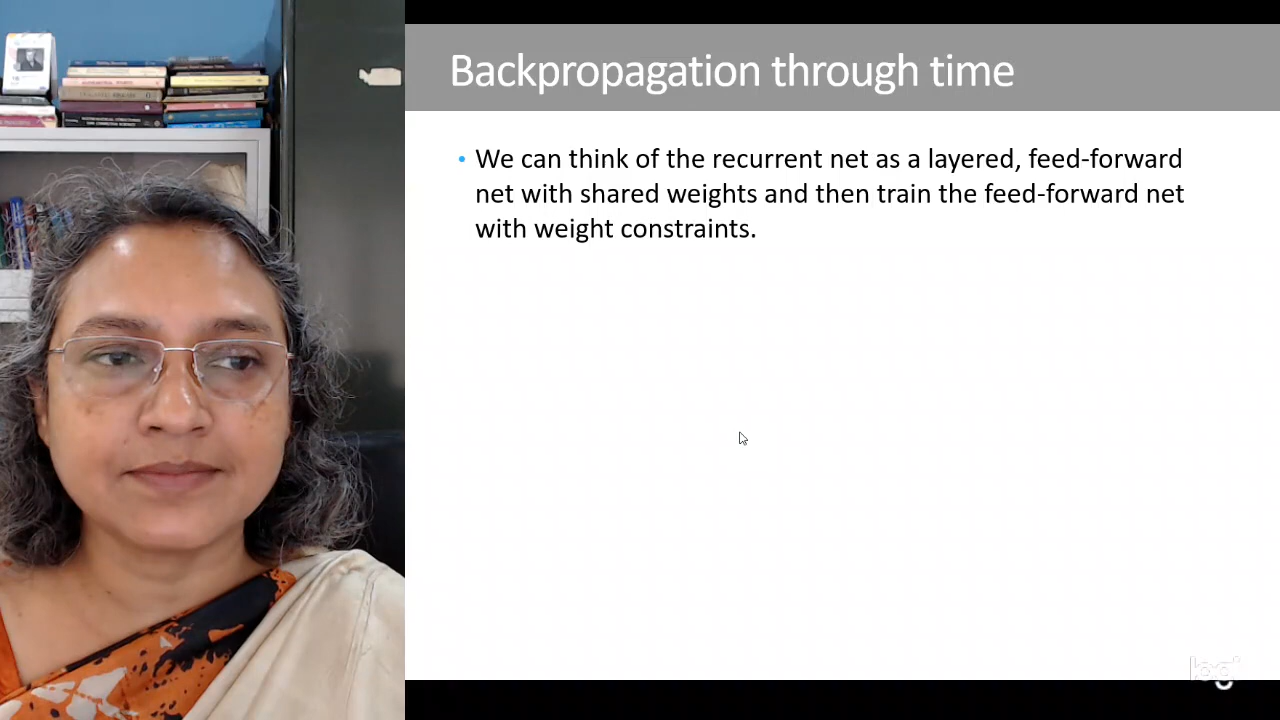 Backpropagation through time
• We can think of the recurrent net as a layered, feed-forward
net with shared weights and then train the feed-forward net
with weight constraints.
logi